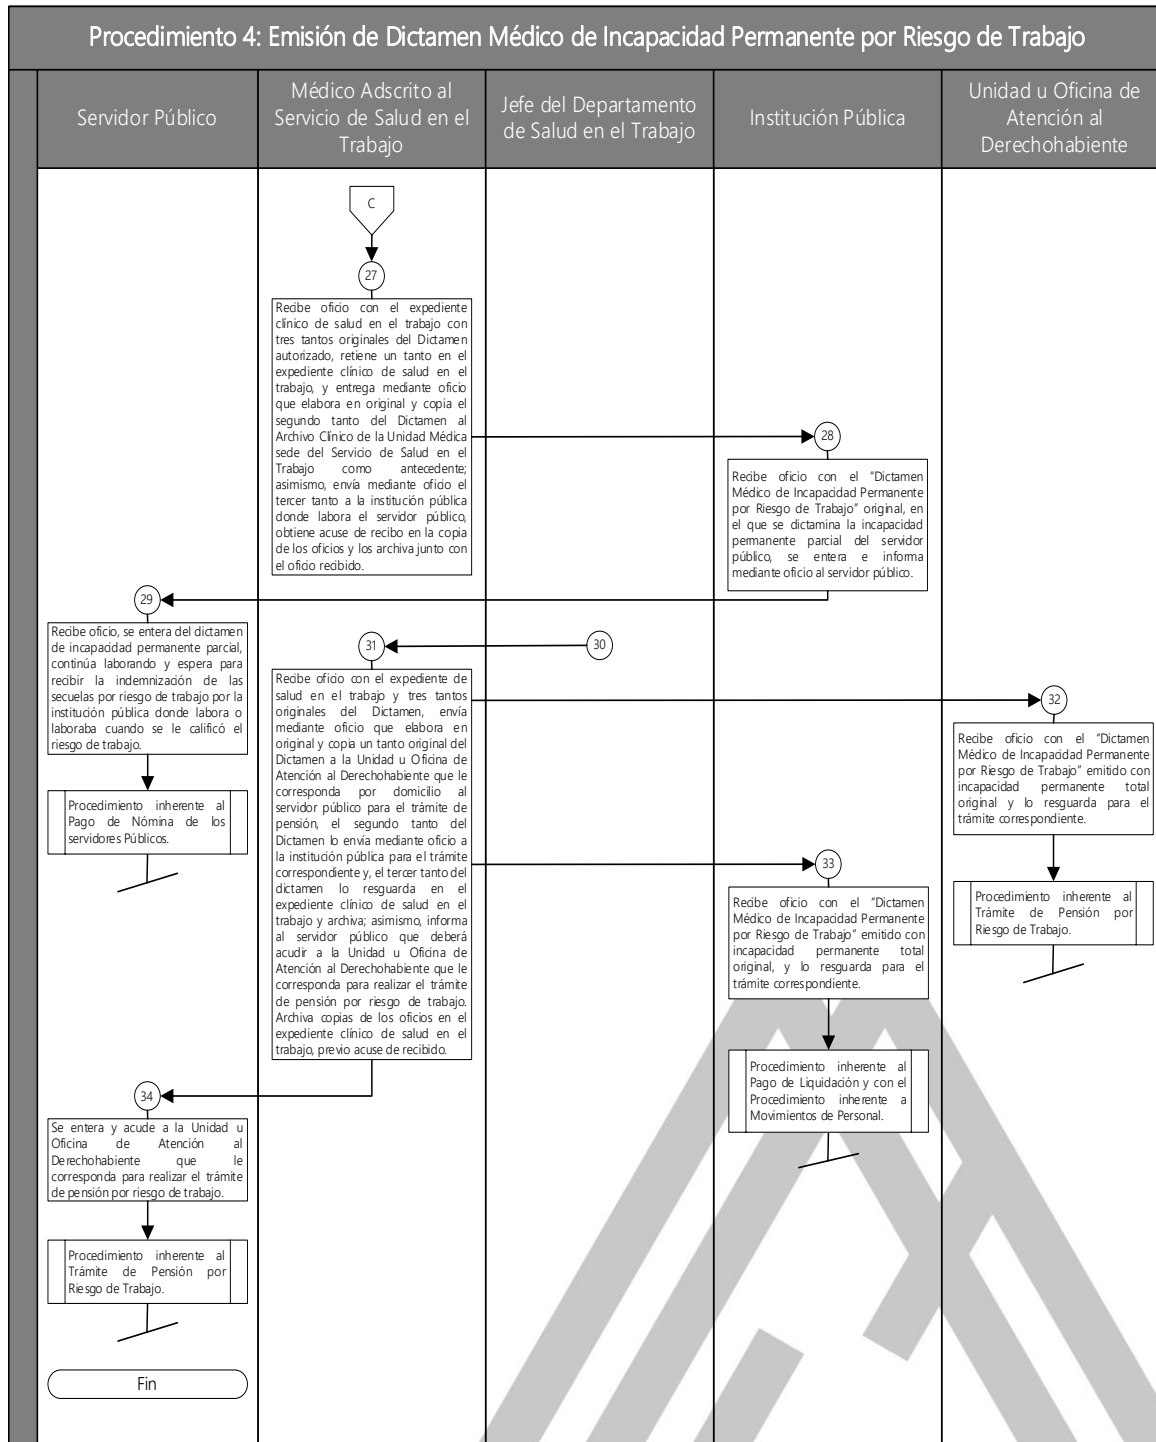 Procedimiento 4: Emisión de Dictamen Médico de Incapacidad Permanente por Riesgo de Trabajo
Servidor Público
Médico Adscrito al
Servicio de Salud en el
Trabajo
Jefe del Departamento
de Salud en el Trabajo
Institución Pública
Unidad u Oficina de
Atención al
Derechohabiente
C
27
Recibe oficio con el expediente
clínico de salud en el trabajo con
tres tantos originales del Dictamen
autorizado, retiene un tanto en el
expediente clínico de salud en el
trabajo, y entrega mediante oficio
que elabora en original y copia el
segundo tanto del Dictamen al
Archivo Clínico de la Unidad Médica
sede del Servicio de Salud en el
Trabajo como antecedente;
asimismo, envía mediante oficio el
tercer tanto a la institución pública
donde labora el servidor público,
obtiene acuse de recibo en la copia
de los oficios y los archiva junto con
el oficio recibido.
28
Recibe oficio con el "Dictamen
Médico de Incapacidad Permanente
por Riesgo de Trabajo" original, en
el que se dictamina la incapacidad
permanente parcial del servidor
público, se entera e informa
mediante oficio al servidor público.
29
Recibe oficio, se entera del dictamen
de incapacidad permanente parcial,
continúa laborando y espera para
recibir la indemnización de las
secuelas por riesgo de trabajo por la
institución pública donde labora o
laboraba cuando se le calificó el
riesgo de trabajo.
Procedimiento inherente al
Pago de Nómina de los
servidores Públicos.
30
31
Recibe oficio con el expediente de
salud en el trabajo y tres tantos
originales del Dictamen, envía
mediante oficio que elabora en
original y copia un tanto original del
Dictamen a la Unidad u Oficina de
Atención al Derechohabiente que le
corresponda por domicilio al
servidor público para el trámite de
pensión, el segundo tanto del
Dictamen lo envía mediante oficio a
la institución pública para el trámite
correspondiente y, el tercer tanto del
dictamen lo resguarda en el
expediente clínico de salud en el
trabajo y archiva; asimismo, informa
al servidor público que deberá
acudir a la Unidad u Oficina de
Atención al Derechohabiente que le
corresponda para realizar el trámite
de pensión por riesgo de trabajo.
Archiva copias de los oficios en el
expediente clínico de salud en el
trabajo, previo acuse de recibido.
32
Recibe oficio con el "Dictamen
Médico de Incapacidad Permanente
por Riesgo de Trabajo" emitido con
incapacidad permanente total
original y lo resguarda para el
trámite correspondiente.
Procedimiento inherente al
Trámite de Pensión por
Riesgo de Trabajo.
33
Recibe oficio con el "Dictamen
Médico de Incapacidad Permanente
por Riesgo de Trabajo" emitido con
incapacidad permanente total
original, y lo resguarda para el
trámite correspondiente.
Procedimiento inherente al
Pago de Liquidación y con el
Procedimiento inherente a
Movimientos de Personal.
34
Se entera y acude a la Unidad u
Oficina de Atención al
Derechohabiente que le
corresponda para realizar el trámite
de pensión por riesgo de trabajo.
Procedimiento inherente al
Trámite de Pensión por
Riesgo de Trabajo.
Fin